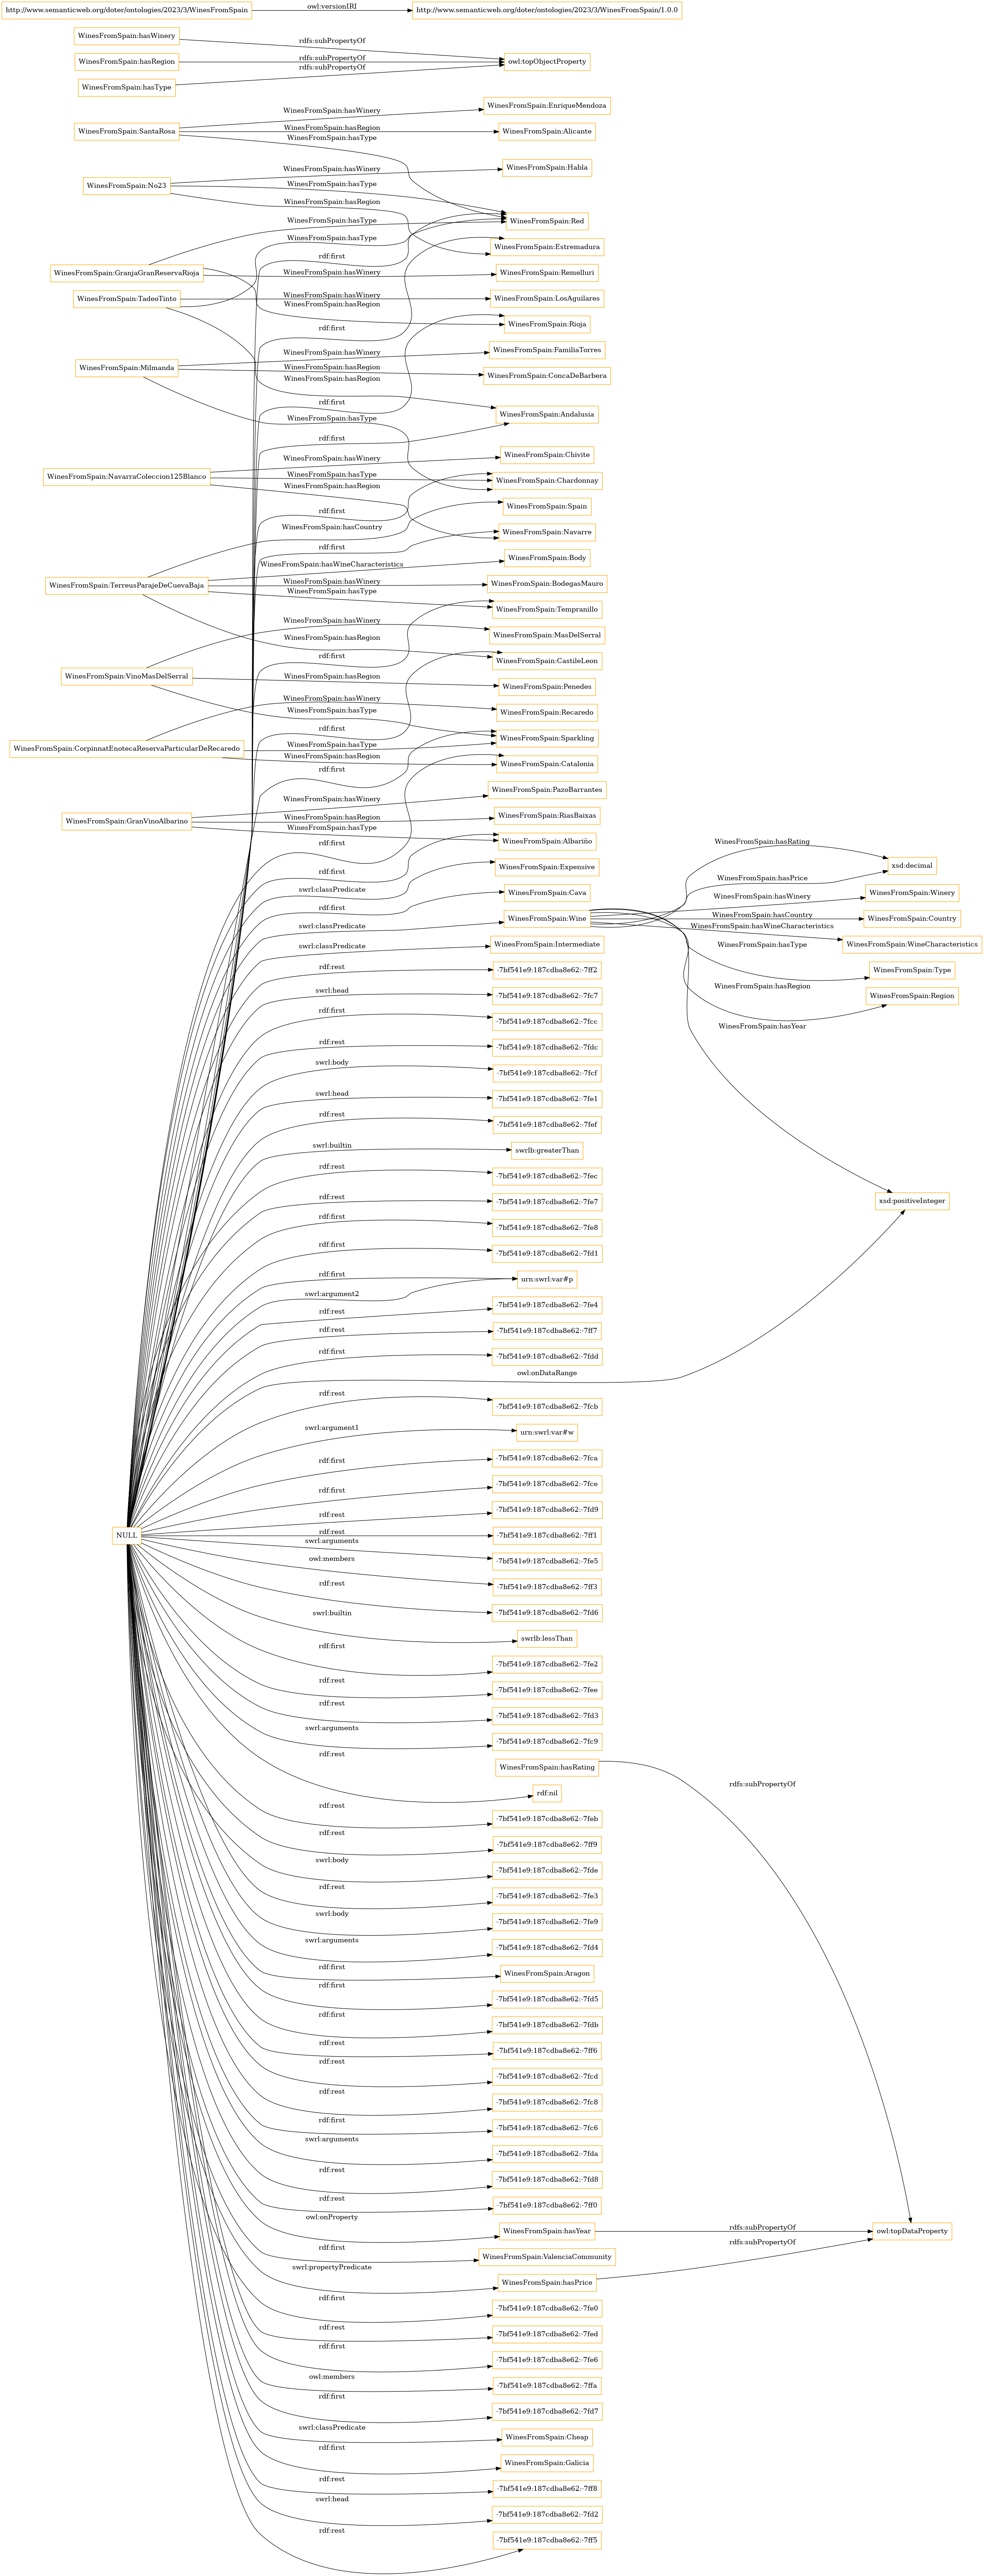 http://www.semanticweb.org/doter/ontologies/2023/3/WinesFromSpain
owl:versionIRI
http://www.semanticweb.org/doter/ontologies/2023/3/WinesFromSpain/1.0.0
WinesFromSpain:hasWinery
rdfs:subPropertyOf
WinesFromSpain:hasRegion
rdfs:subPropertyOf
owl:topObjectProperty
rdfs:subPropertyOf
WinesFromSpain:hasType
WinesFromSpain:EnriqueMendoza
WinesFromSpain:hasWinery
WinesFromSpain:SantaRosa
WinesFromSpain:hasRegion
WinesFromSpain:Alicante
WinesFromSpain:hasType
WinesFromSpain:hasWinery
WinesFromSpain:Habla
WinesFromSpain:No23
WinesFromSpain:hasType
WinesFromSpain:hasRegion
WinesFromSpain:hasType
WinesFromSpain:Red
WinesFromSpain:hasType
WinesFromSpain:Estremadura
rdf:first
WinesFromSpain:GranjaGranReservaRioja
WinesFromSpain:hasWinery
WinesFromSpain:Remelluri
WinesFromSpain:TadeoTinto
WinesFromSpain:hasWinery
WinesFromSpain:LosAguilares
WinesFromSpain:hasRegion
rdf:first
WinesFromSpain:Rioja
WinesFromSpain:hasWinery
WinesFromSpain:FamiliaTorres
WinesFromSpain:Milmanda
WinesFromSpain:hasRegion
WinesFromSpain:ConcaDeBarbera
WinesFromSpain:hasRegion
rdf:first
WinesFromSpain:hasType
WinesFromSpain:Andalusia
rdf:first
WinesFromSpain:hasWinery
WinesFromSpain:Chivite
WinesFromSpain:NavarraColeccion125Blanco
WinesFromSpain:hasType
WinesFromSpain:Chardonnay
WinesFromSpain:hasRegion
rdf:first
WinesFromSpain:Spain
WinesFromSpain:hasCountry
WinesFromSpain:Navarre
rdf:first
WinesFromSpain:hasWineCharacteristics
WinesFromSpain:Body
WinesFromSpain:TerreusParajeDeCuevaBaja
WinesFromSpain:hasWinery
WinesFromSpain:BodegasMauro
WinesFromSpain:hasType
WinesFromSpain:Tempranillo
WinesFromSpain:hasWinery
WinesFromSpain:MasDelSerral
WinesFromSpain:hasRegion
rdf:first
WinesFromSpain:CastileLeon
WinesFromSpain:VinoMasDelSerral
WinesFromSpain:hasRegion
WinesFromSpain:Penedes
WinesFromSpain:hasWinery
WinesFromSpain:Recaredo
WinesFromSpain:hasType
rdf:first
WinesFromSpain:Sparkling
WinesFromSpain:CorpinnatEnotecaReservaParticularDeRecaredo
WinesFromSpain:hasType
WinesFromSpain:hasRegion
WinesFromSpain:Catalonia
rdf:first
WinesFromSpain:PazoBarrantes
WinesFromSpain:hasWinery
WinesFromSpain:GranVinoAlbarino
WinesFromSpain:hasRegion
WinesFromSpain:RiasBaixas
WinesFromSpain:hasType
WinesFromSpain:Albariño
rdf:first
WinesFromSpain:hasRating
xsd:decimal
rdf:first
WinesFromSpain:Expensive
WinesFromSpain:hasPrice
swrl:classPredicate
WinesFromSpain:Cava
WinesFromSpain:hasWinery
WinesFromSpain:Winery
rdf:first
WinesFromSpain:Wine
WinesFromSpain:hasCountry
WinesFromSpain:Country
swrl:classPredicate
WinesFromSpain:hasWineCharacteristics
WinesFromSpain:WineCharacteristics
swrl:classPredicate
WinesFromSpain:Intermediate
WinesFromSpain:hasType
rdf:rest
-7bf541e9:187cdba8e62:-7ff2
WinesFromSpain:Type
WinesFromSpain:hasRegion
swrl:head
-7bf541e9:187cdba8e62:-7fc7
WinesFromSpain:Region
rdf:first
-7bf541e9:187cdba8e62:-7fcc
WinesFromSpain:hasYear
rdf:rest
-7bf541e9:187cdba8e62:-7fdc
swrl:body
-7bf541e9:187cdba8e62:-7fcf
swrl:head
-7bf541e9:187cdba8e62:-7fe1
rdf:rest
-7bf541e9:187cdba8e62:-7fef
swrl:builtin
swrlb:greaterThan
rdf:rest
-7bf541e9:187cdba8e62:-7fec
rdf:rest
-7bf541e9:187cdba8e62:-7fe7
xsd:positiveInteger
rdf:first
-7bf541e9:187cdba8e62:-7fe8
rdf:first
-7bf541e9:187cdba8e62:-7fd1
rdf:first
urn:swrl:var#p
swrl:argument2
rdf:rest
-7bf541e9:187cdba8e62:-7fe4
rdf:rest
-7bf541e9:187cdba8e62:-7ff7
rdf:first
-7bf541e9:187cdba8e62:-7fdd
owl:onDataRange
rdf:rest
-7bf541e9:187cdba8e62:-7fcb
swrl:argument1
urn:swrl:var#w
rdf:first
-7bf541e9:187cdba8e62:-7fca
rdf:first
-7bf541e9:187cdba8e62:-7fce
rdf:rest
-7bf541e9:187cdba8e62:-7fd9
NULL
rdf:rest
-7bf541e9:187cdba8e62:-7ff1
swrl:arguments
-7bf541e9:187cdba8e62:-7fe5
owl:members
-7bf541e9:187cdba8e62:-7ff3
rdf:rest
-7bf541e9:187cdba8e62:-7fd6
swrl:builtin
swrlb:lessThan
rdf:first
-7bf541e9:187cdba8e62:-7fe2
rdf:rest
-7bf541e9:187cdba8e62:-7fee
rdf:rest
-7bf541e9:187cdba8e62:-7fd3
swrl:arguments
-7bf541e9:187cdba8e62:-7fc9
rdf:rest
WinesFromSpain:hasRating
rdfs:subPropertyOf
rdf:nil
rdf:rest
-7bf541e9:187cdba8e62:-7feb
rdf:rest
-7bf541e9:187cdba8e62:-7ff9
swrl:body
-7bf541e9:187cdba8e62:-7fde
rdf:rest
-7bf541e9:187cdba8e62:-7fe3
swrl:body
-7bf541e9:187cdba8e62:-7fe9
swrl:arguments
-7bf541e9:187cdba8e62:-7fd4
rdf:first
WinesFromSpain:Aragon
rdf:first
-7bf541e9:187cdba8e62:-7fd5
rdf:first
-7bf541e9:187cdba8e62:-7fdb
rdf:rest
-7bf541e9:187cdba8e62:-7ff6
rdf:rest
-7bf541e9:187cdba8e62:-7fcd
rdf:rest
-7bf541e9:187cdba8e62:-7fc8
rdf:first
-7bf541e9:187cdba8e62:-7fc6
swrl:arguments
-7bf541e9:187cdba8e62:-7fda
rdf:rest
-7bf541e9:187cdba8e62:-7fd8
rdf:rest
-7bf541e9:187cdba8e62:-7ff0
owl:onProperty
WinesFromSpain:hasYear
rdfs:subPropertyOf
owl:topDataProperty
rdf:first
WinesFromSpain:ValenciaCommunity
rdfs:subPropertyOf
swrl:propertyPredicate
WinesFromSpain:hasPrice
rdf:first
-7bf541e9:187cdba8e62:-7fe0
rdf:rest
-7bf541e9:187cdba8e62:-7fed
rdf:first
-7bf541e9:187cdba8e62:-7fe6
owl:members
-7bf541e9:187cdba8e62:-7ffa
rdf:first
-7bf541e9:187cdba8e62:-7fd7
swrl:classPredicate
WinesFromSpain:Cheap
rdf:first
WinesFromSpain:Galicia
rdf:rest
-7bf541e9:187cdba8e62:-7ff8
swrl:head
-7bf541e9:187cdba8e62:-7fd2
rdf:rest
-7bf541e9:187cdba8e62:-7ff5